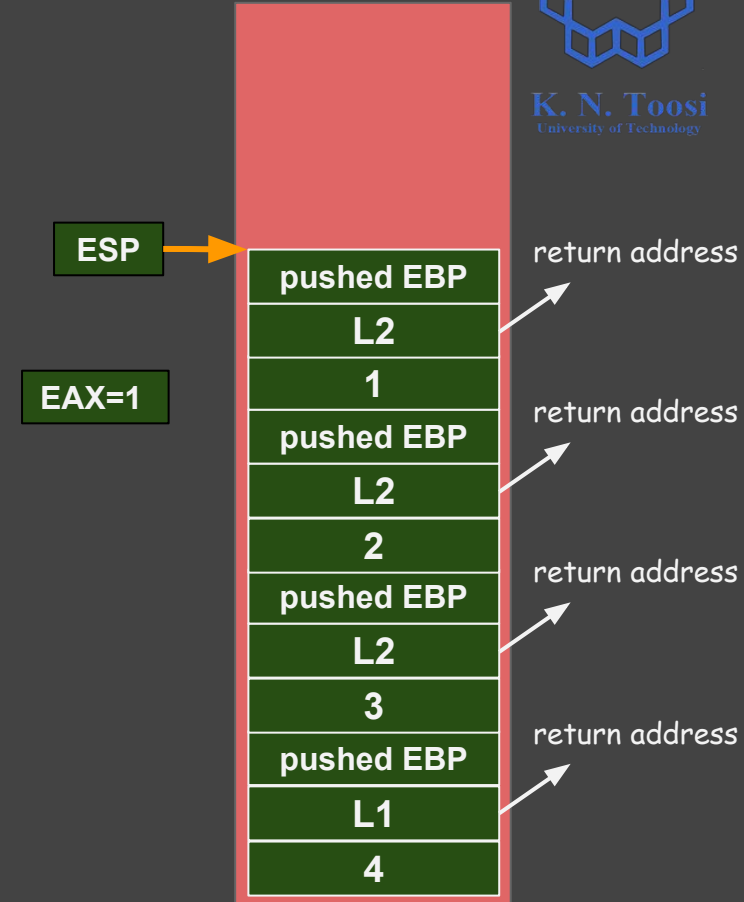 K. N. Toosi
University of Technology
ESP
return address
pushed EBP
L2
EAX=1
1
return address
pushed EBP
L2
2
return address
pushed EBP
L2
3
return address
pushed EBP
L1
4